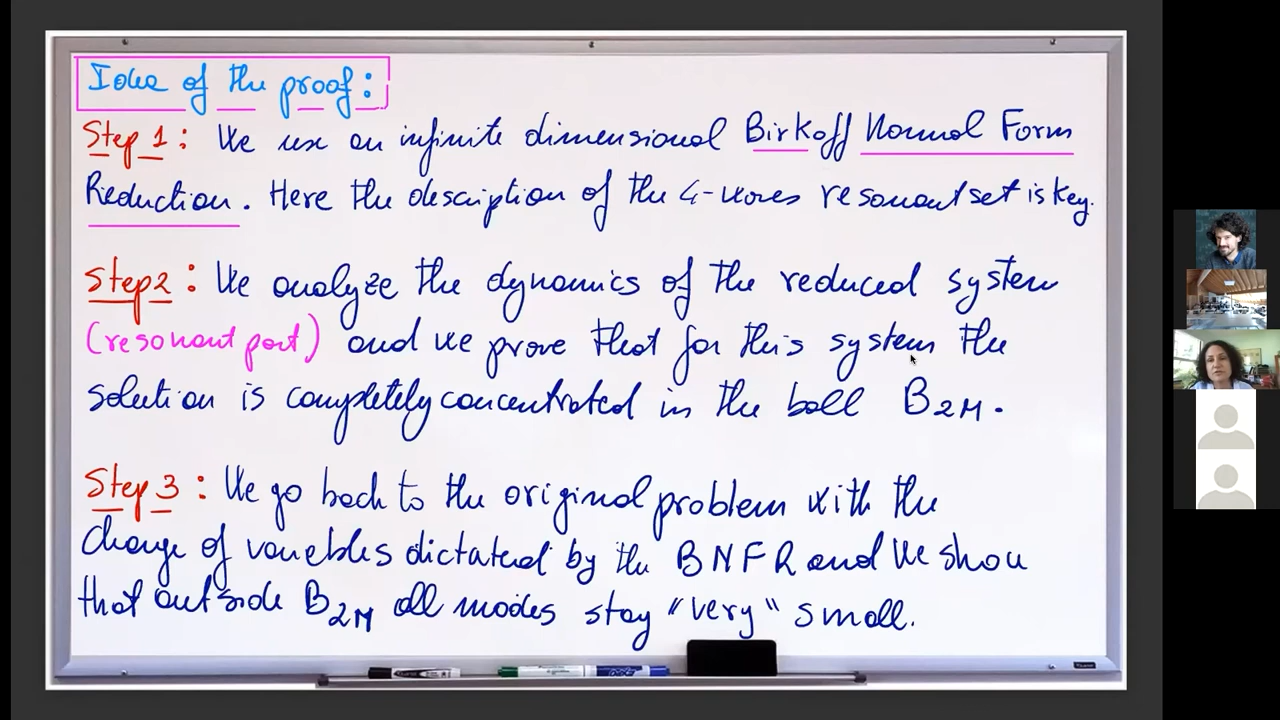 Idea of the proof:
Step 1: We use an infinite dimensional Birkoff Normal Form
Reduction. Here the description of the 4-waves resonant set is key.
Step 2: We analyze the dynamics of the reduced system
(resonant part) and we prove that for this system the
solution is completely concentrated in the ball B2M.
Step 3: We go back to the original problem with the
change of variables dictated by the BNFR and we show
that outside B2M all modes stay "very" small.